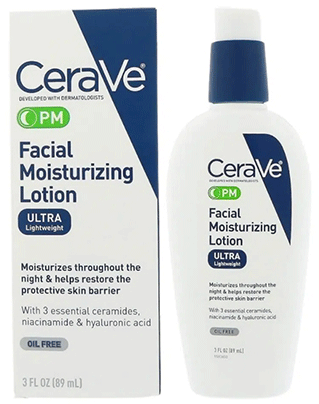 CeraVe
DEVELOPED WITH DERMATOLOGISTS
PM
Facial
Moisturizing
Lotion
ULTRA
Lightweight
Moisturizes throughout the
night & helps restore the
protective skin barrier
With 3 essential ceramides,
niacinamide & hyaluronic acid
OIL FREE
3 FL OZ (89 mL)
CeraVe
DEVELOPED WITH DERMATOLOGISTS
PM
Facial
Moisturizing
Lotion
ULTRA
Lightweight
Moisturizes throughout the
night & helps restore the
protective skin barrier
With 3 essential ceramides,
niacinamide & hyaluronic acid
OIL FREE
3 FL OZ (89 mL)